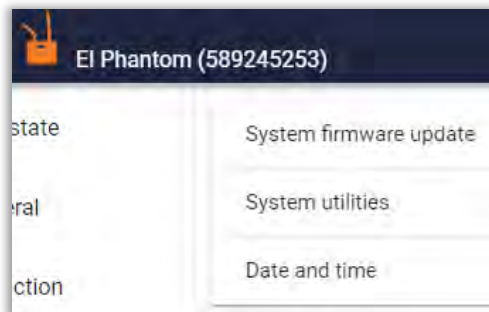 El Phantom (589245253)
state
System firmware update
eral
System utilities
ction
Date and time